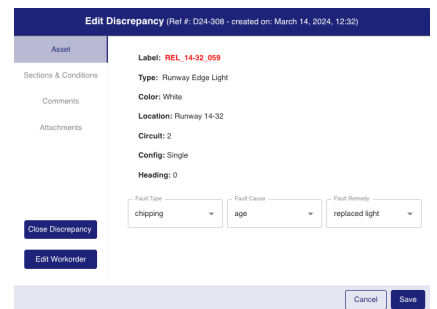 Edit Discrepancy (Ref #: D24-308 - created on: March 14, 2024, 12:32)
Asset
Sections & Conditions
Comments
Attachments
Close Discrepancy
Edit Workorder
Label: REL_14-32_059
Type: Runway Edge Light
Color: White
Location: Runway 14-32
Circuit: 2
Config: Single
Heading: 0
Fault Type
chipping
Fault Cause
age
Fault Remedy
replaced light
Cancel
Save